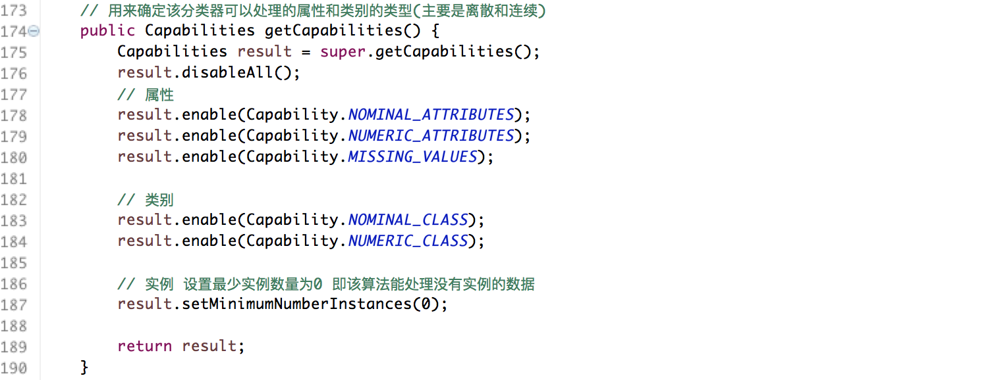 173 // 用来确定该分类器可以处理的属性和类别的类型(主要是离散和连续)
174 public Capabilities getCapabilities() {
175 Capabilities result = super.getCapabilities();
176 result.disableAll();
177 // 属性
178 result.enable(Capability.NOMINAL_ATTRIBUTES);
179 result.enable(Capability.NUMERIC_ATTRIBUTES);
180 result.enable(Capability.MISSING_VALUES);
181
182 // 类别
183 result.enable(Capability.NOMINAL_CLASS);
184 result.enable(Capability.NUMERIC_CLASS);
185
186 // 实例 设置最少实例数量为0 即该算法能处理没有实例的数据
187 result.setMinimumNumberInstances(0);
188
189 return result;
190 }